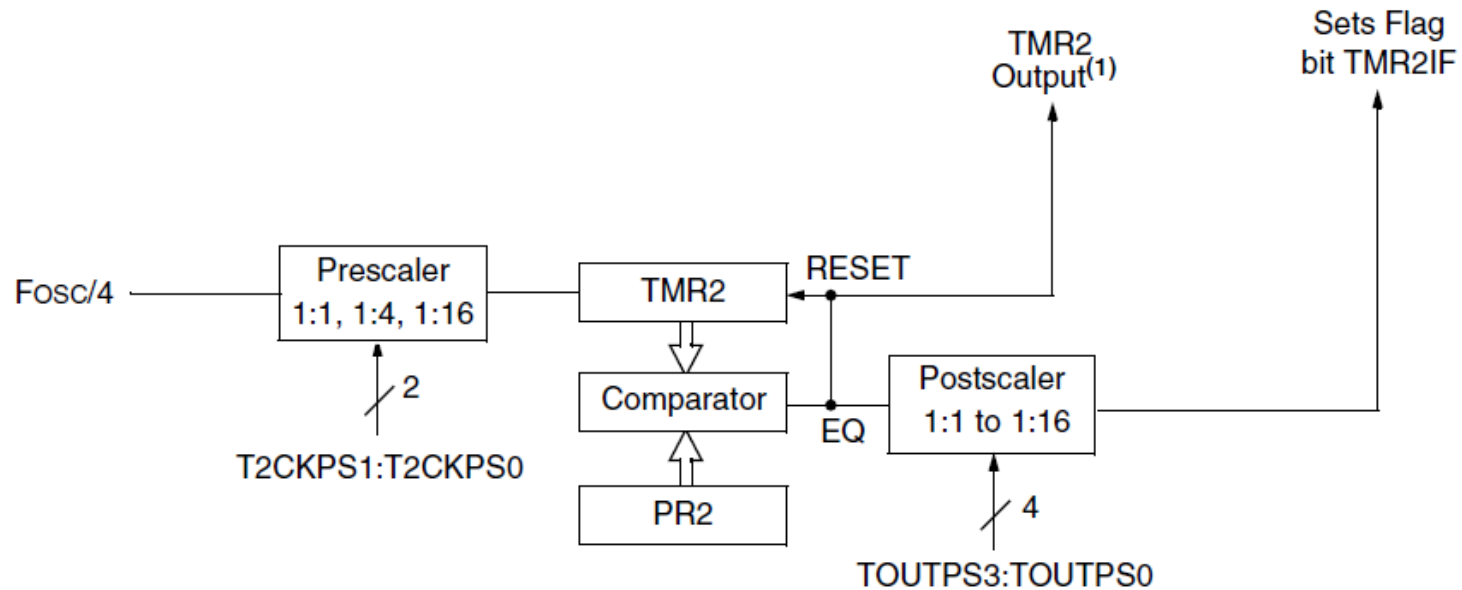 Sets Flag
bit TMR2IF
TMR2
Output(1)
FOSC/4
Prescaler
1:1, 1:4, 1:16
TMR2
RESET
2
Comparator
EQ
Postscaler
1:1 to 1:16
T2CKPS1:T2CKPS0
PR2
4
TOUTPS3:TOUTPS0